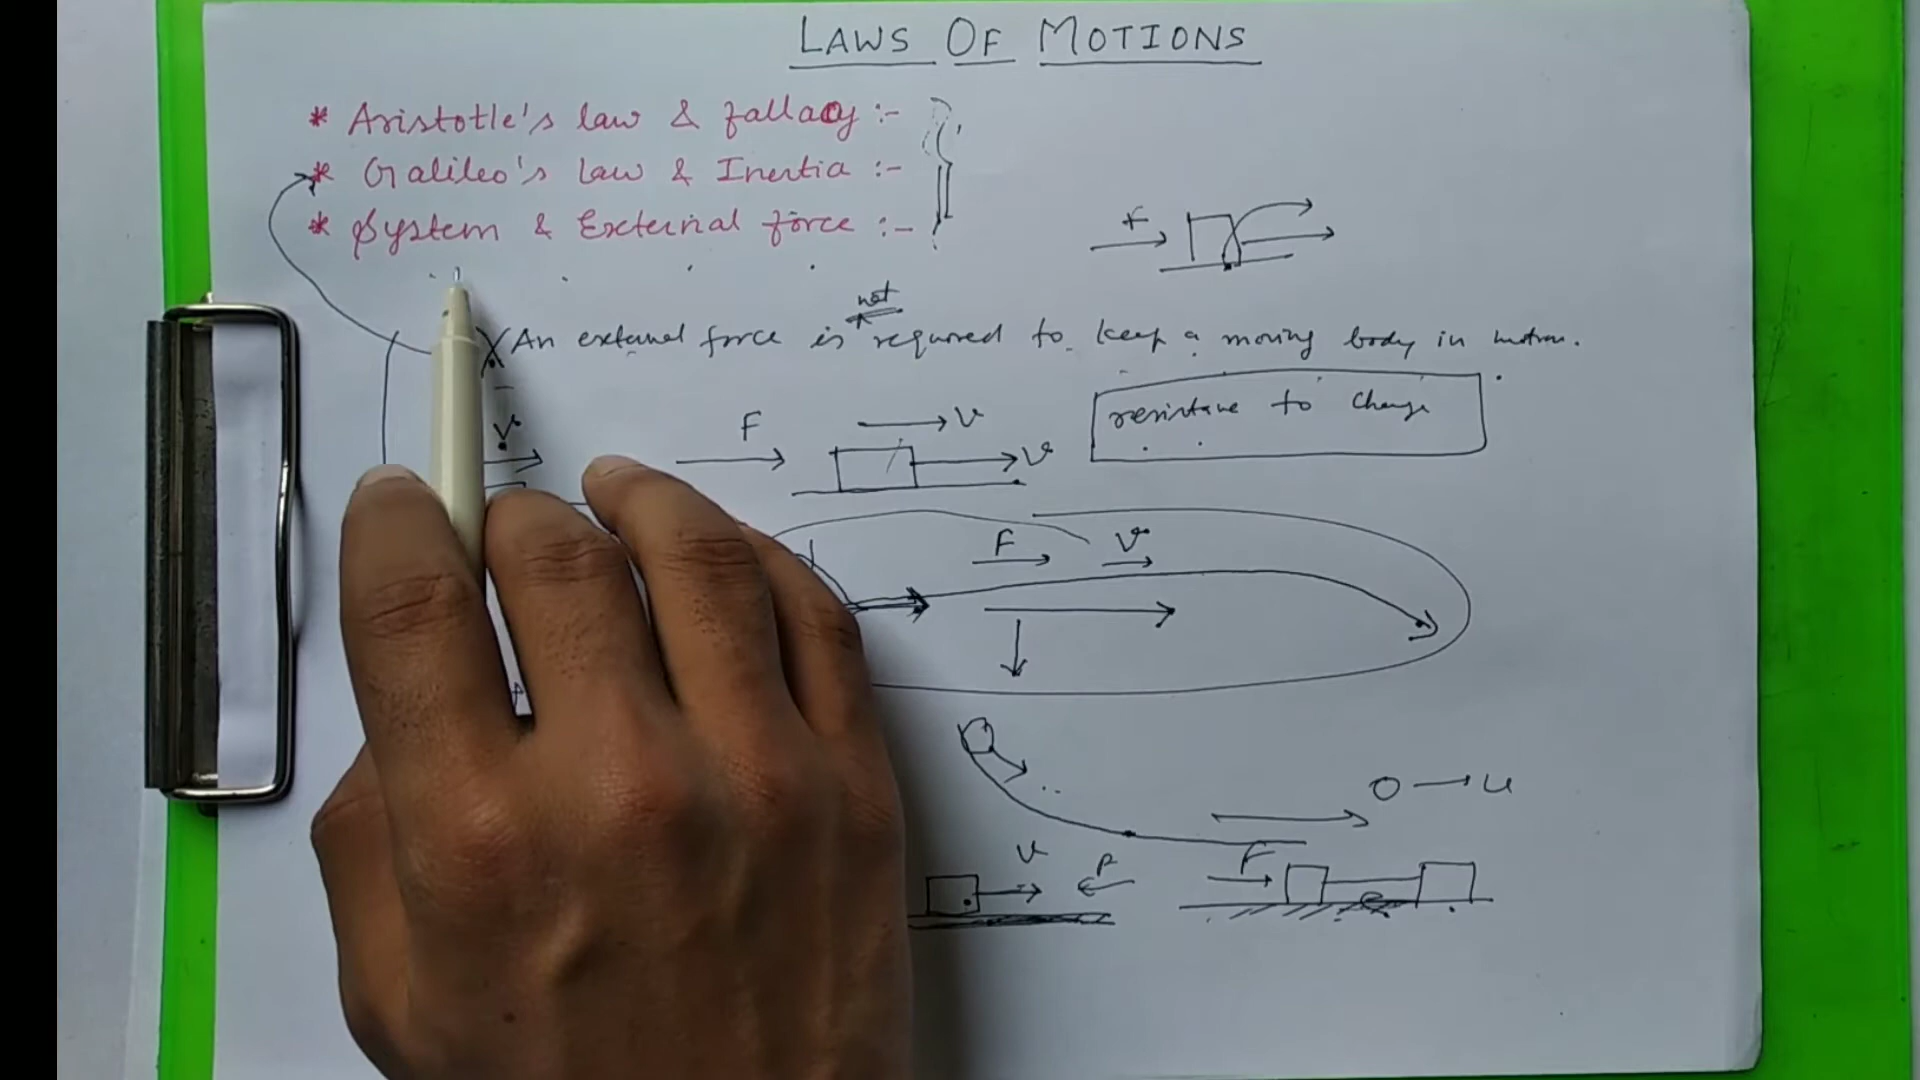 LAWS OF MOTIONS
* Aristotle's law & fallacy :-
* Galileo's law & Inertia :-
* System & External force :-
F
not
An external force is required to keep a moving body in motion.
resistance to change
V
F
V
V
F
V
O → u
V
F